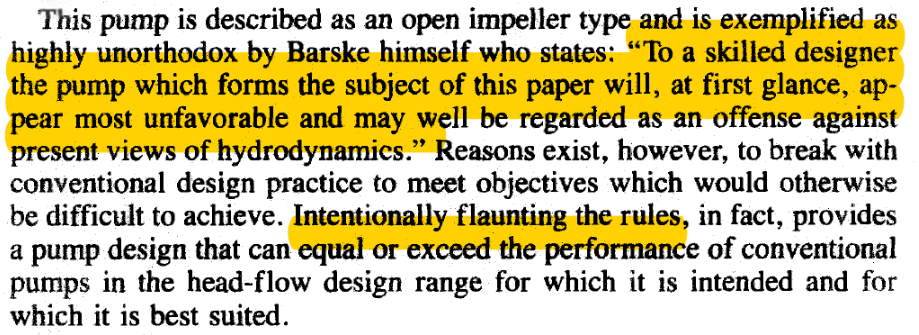 This pump is described as an open impeller type and is exemplified as
highly unorthodox by Barske himself who states: “To a skilled designer
the pump which forms the subject of this paper will, at first glance, ap-
pear most unfavorable and may well be regarded as an offense against
present views of hydrodynamics.” Reasons exist, however, to break with
conventional design practice to meet objectives which would otherwise
be difficult to achieve. Intentionally flaunting the rules, in fact, provides
a pump design that can equal or exceed the performance of conventional
pumps in the head-flow design range for which it is intended and for
which it is best suited.